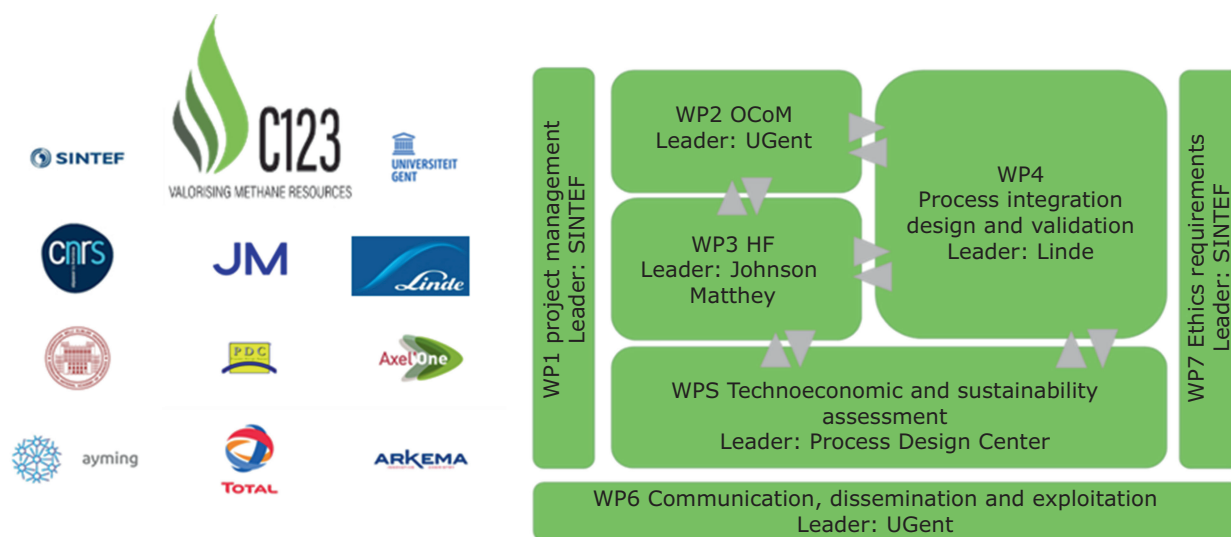 C123
VALORISING METHANE RESOURCES
SINTEF
UNIVERSITEIT
GENT
cnrs
JM
Linde
PDC
Axel'One
ayming
TOTAL
ARKEMA
WP1 project management
Leader: SINTEF
WP2 OCoM
Leader: UGent
WP3 HF
Leader: Johnson
Matthey
WP4
Process integration
design and validation
Leader: Linde
WPS Technoeconomic and sustainability
assessment
Leader: Process Design Center
WP7 Ethics requirements
Leader: SINTEF
WP6 Communication, dissemination and exploitation
Leader: UGent